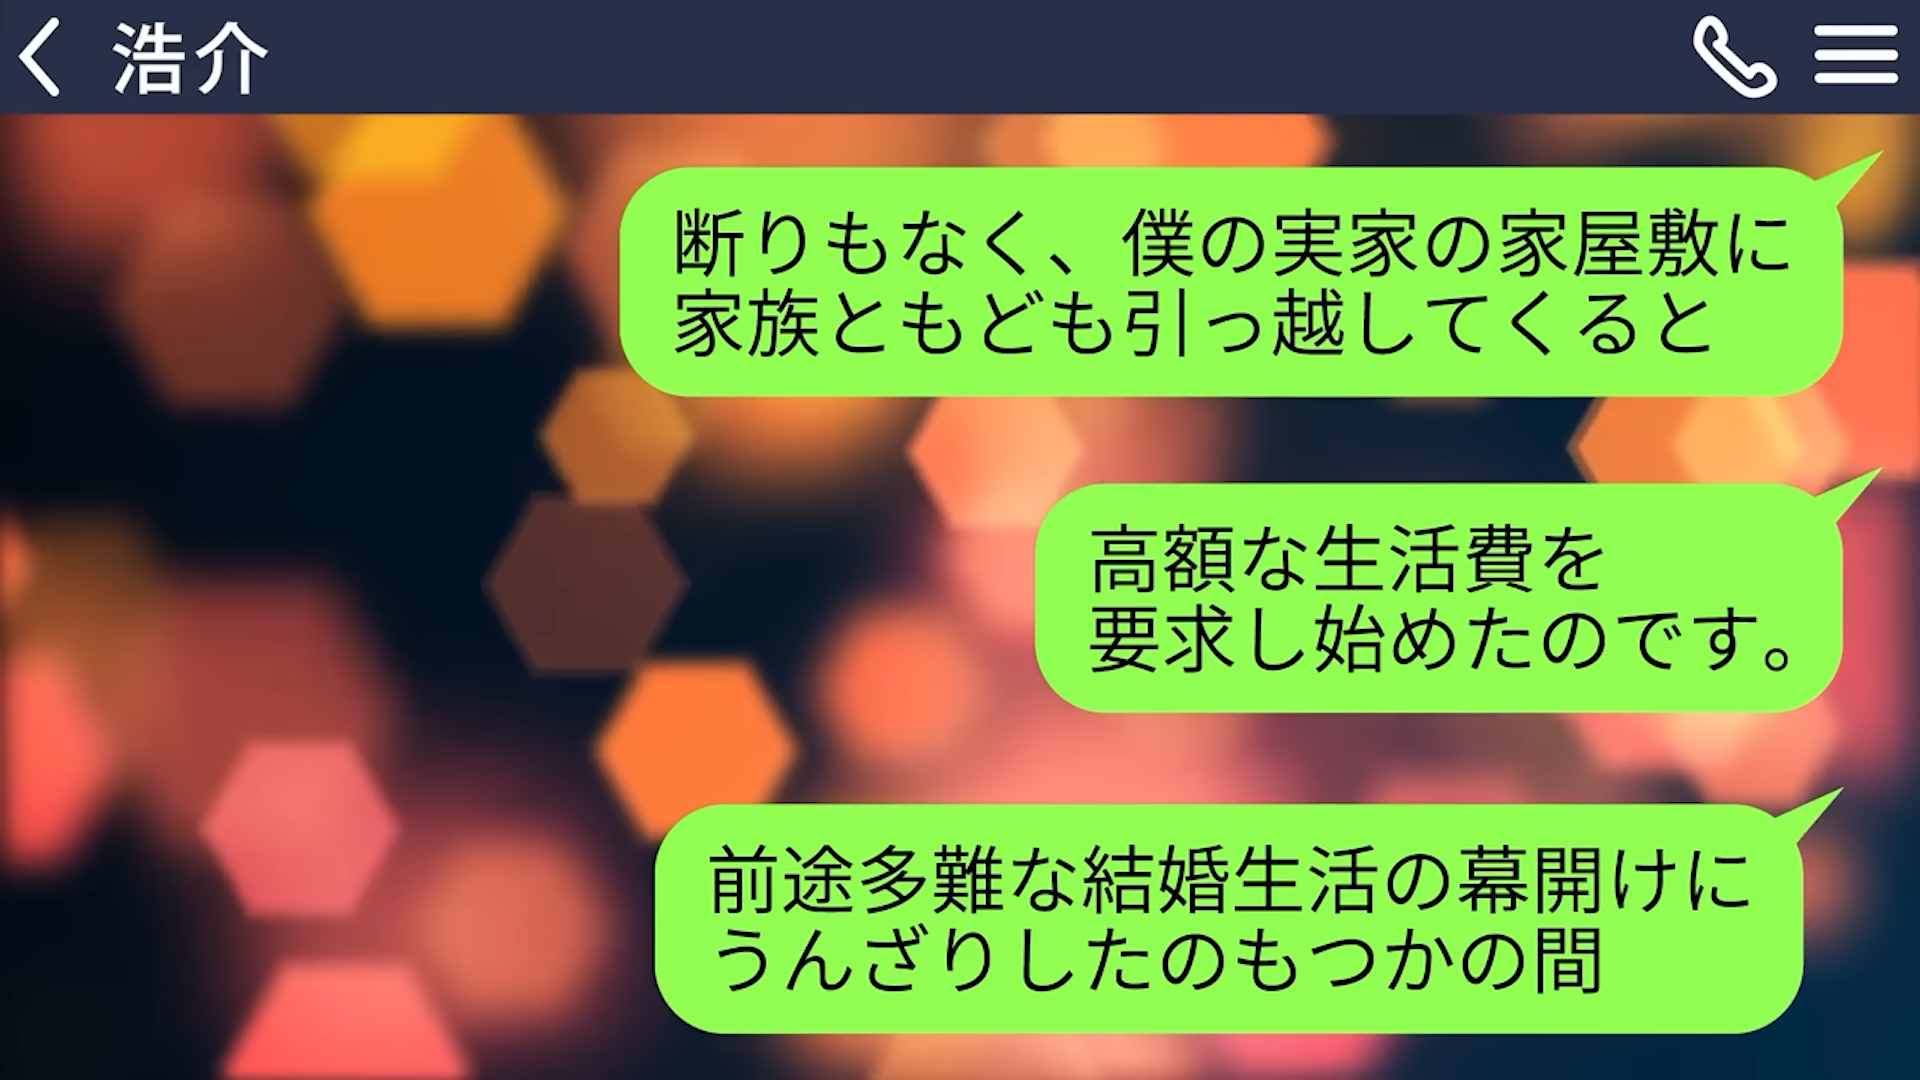 浩介
断りもなく、僕の実家の家屋敷に
家族ともども引っ越してくると
高額な生活費を
要求し始めたのです。
前途多難な結婚生活の幕開けに
うんざりしたのもつかの間